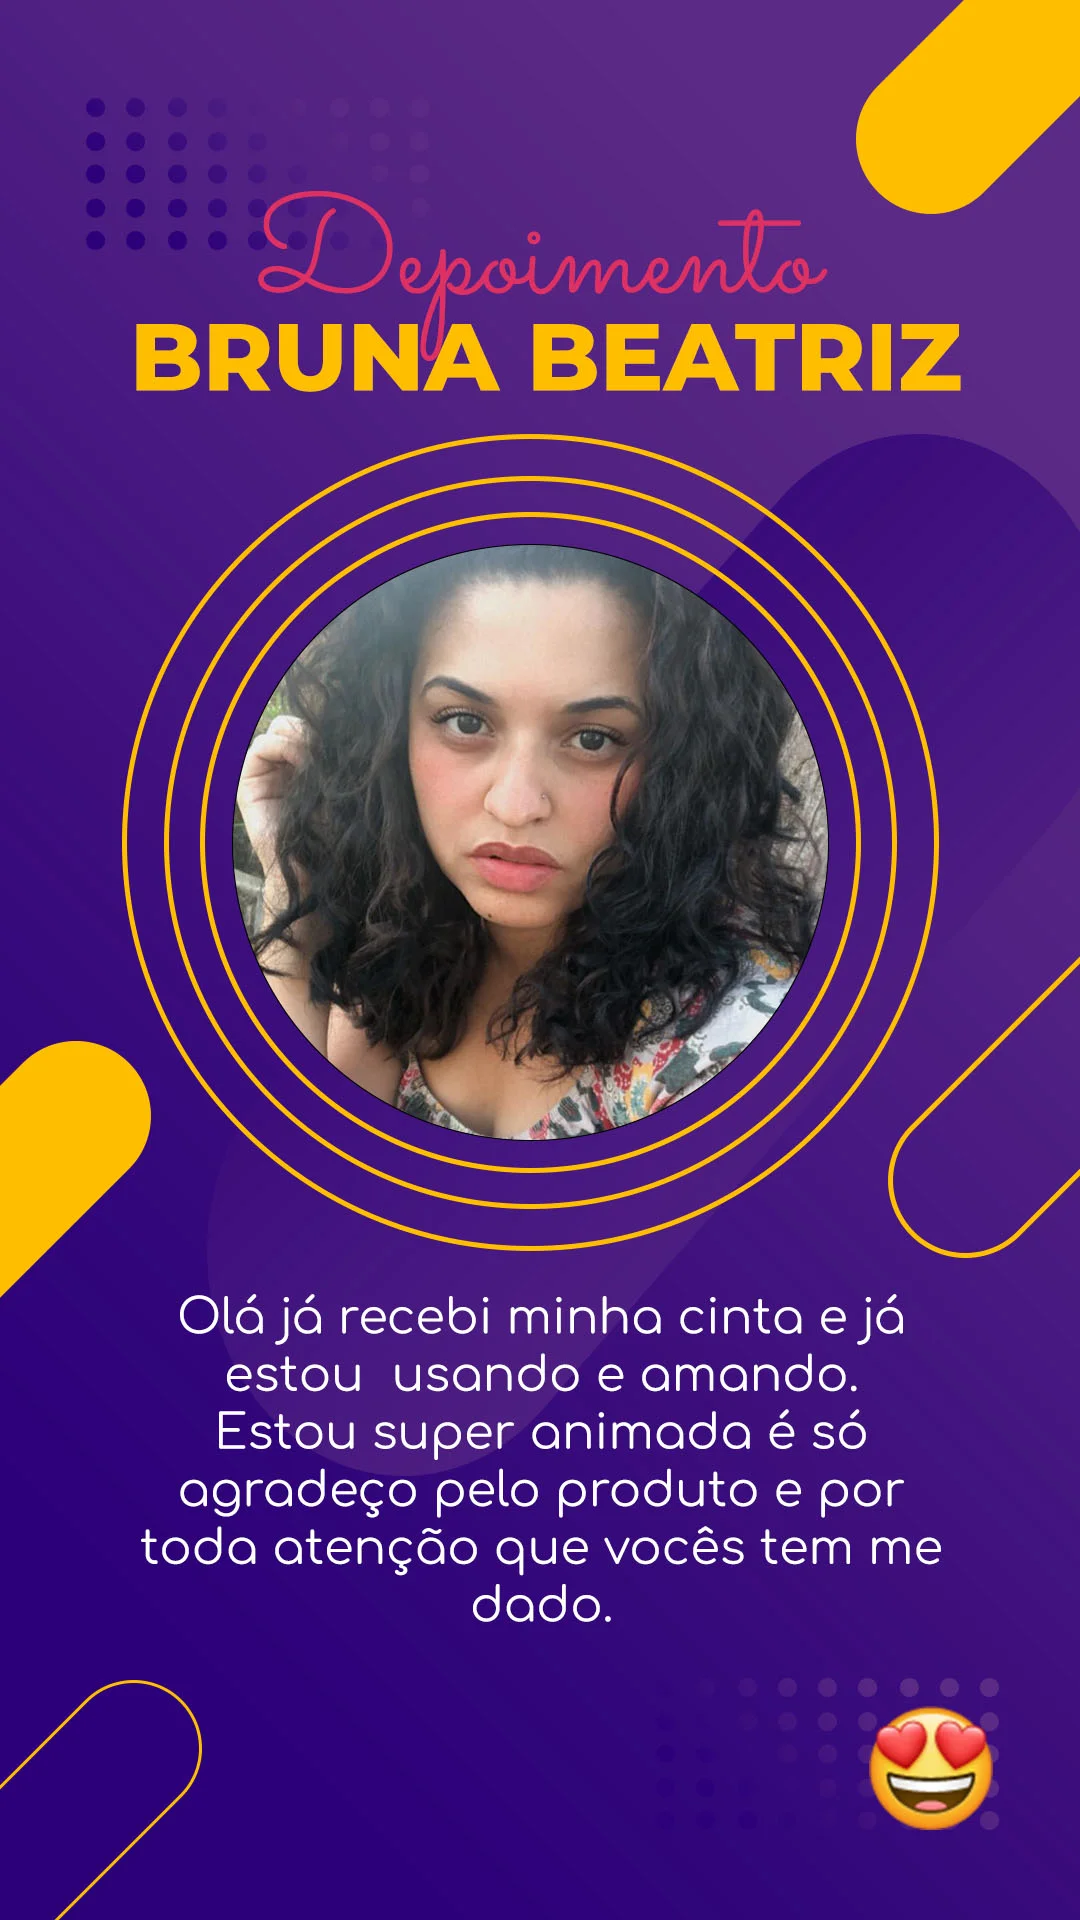 Depoimento
BRUNA BEATRIZ
Olá já recebi minha cinta e já
estou  usando e amando.
Estou super animada é só
agradeço pelo produto e por
toda atenção que vocês tem me
dado.